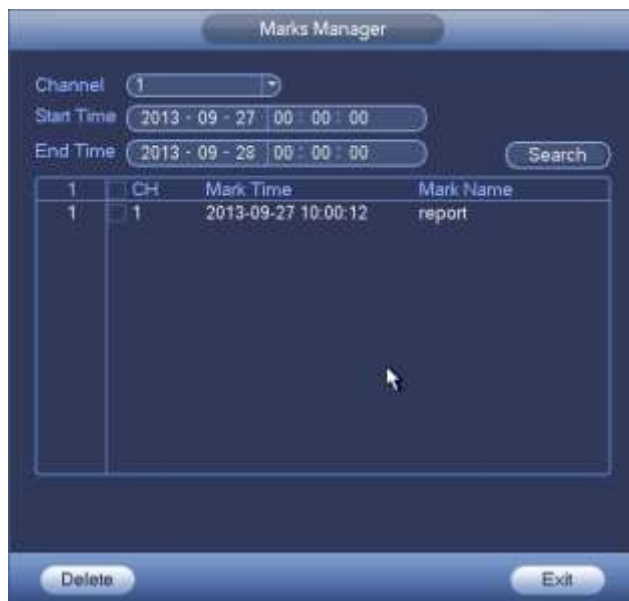 Marks Manager
Channel 1
Start Time 2013 - 09 - 27 00 : 00 : 00
End Time 2013 - 09 - 28 00 : 00 : 00
Search
1 CH Mark Time Mark Name
1 1 2013-09-27 10:00:12 report
Delete Exit